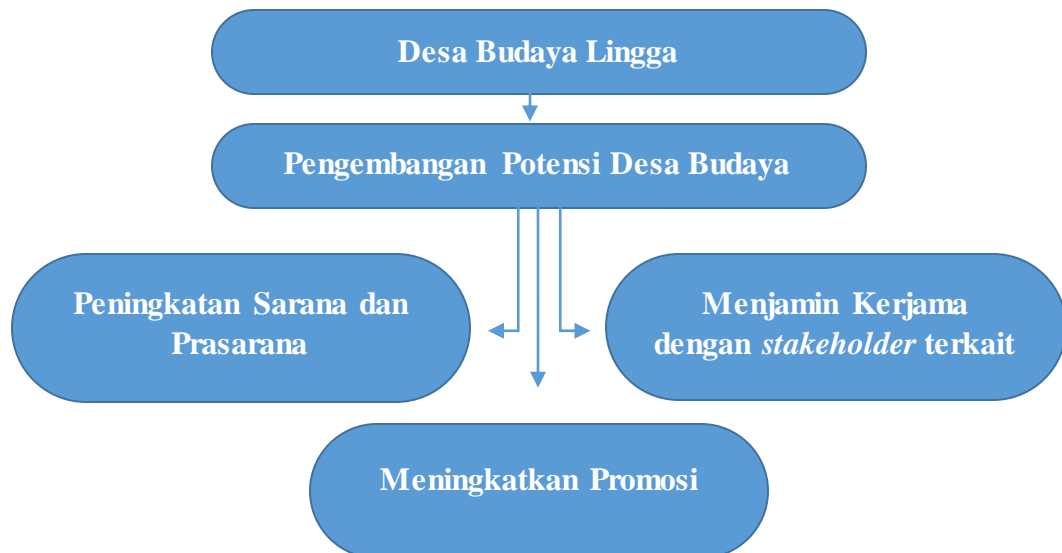 Desa Budaya Lingga
Pengembangan Potensi Desa Budaya
Peningkatan Sarana dan
Prasarana
Menjamin Kerjama
dengan stakeholder terkait
Meningkatkan Promosi